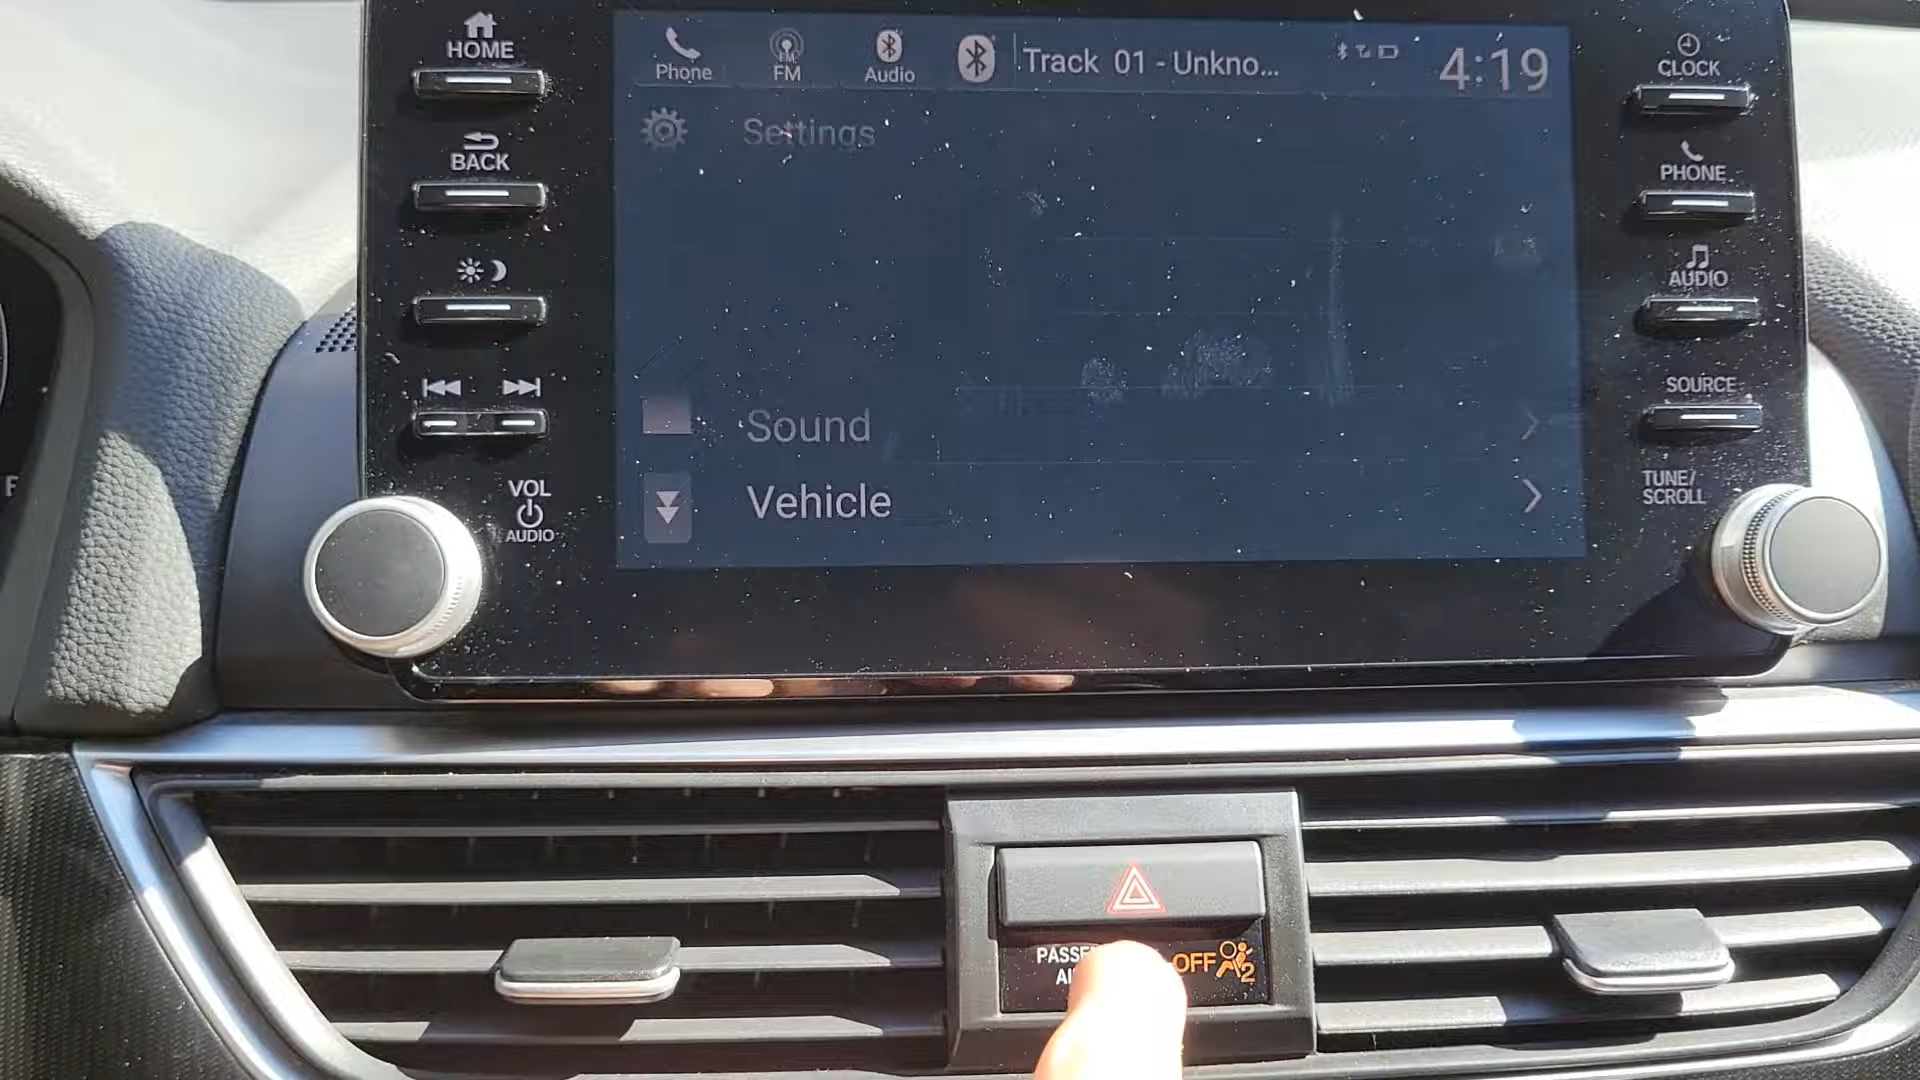 HOME
BACK
VOL
AUDIO
Phone
FM
Audio
Track 01 - Unkno...
4:19
Settings
Sound
Vehicle
CLOCK
PHONE
AUDIO
SOURCE
TUNE/
SCROLL
OFF
2